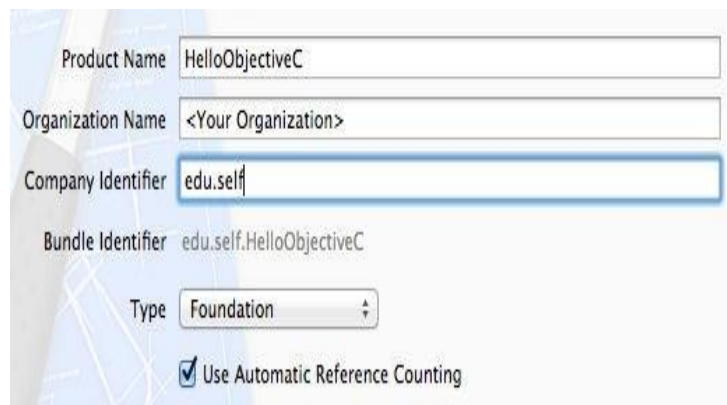 Product Name HelloObjectiveC
Organization Name <Your Organization>
Company Identifier edu.self
Bundle Identifier edu.self.HelloObjectiveC
Type Foundation
Use Automatic Reference Counting